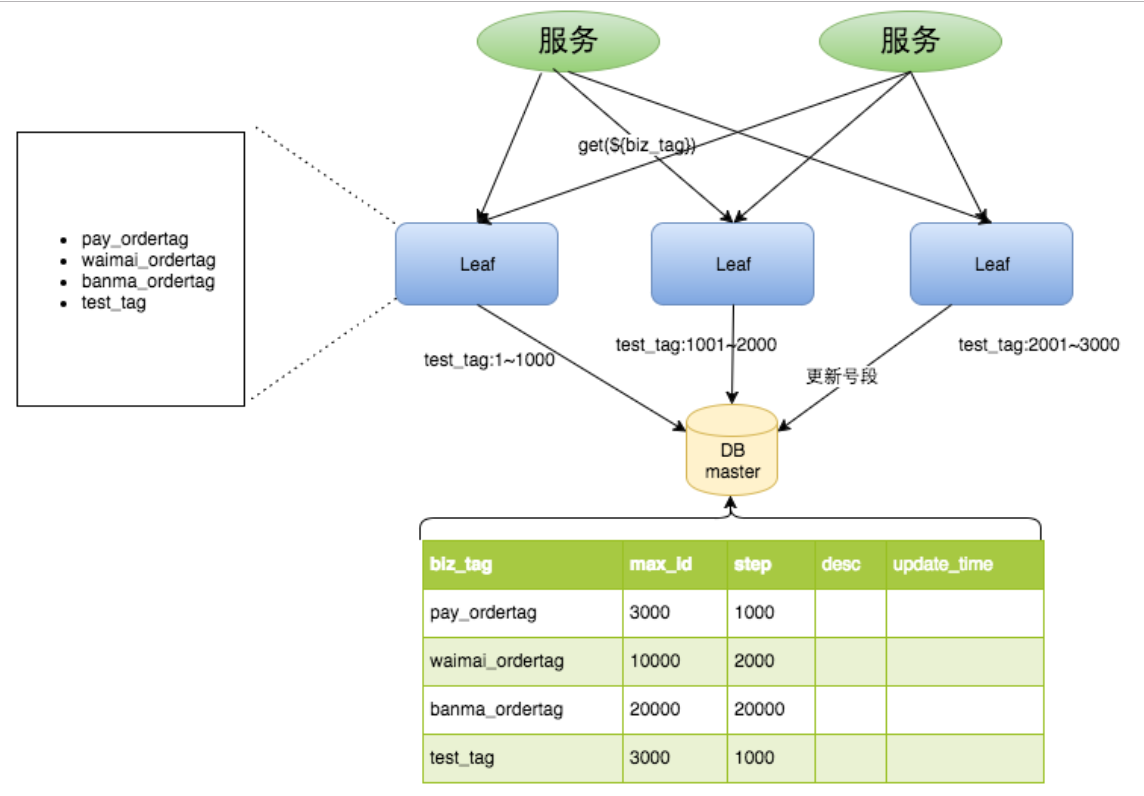 服务
服务
get(${biz_tag})
pay_ordertag
waimai_ordertag
banma_ordertag
test_tag
Leaf
Leaf
Leaf
test_tag:1~1000
test_tag:1001~2000
test_tag:2001~3000
更新号段
DB
master
biz_tag max_id step desc update_time
pay_ordertag 3000 1000
waimai_ordertag 10000 2000
banma_ordertag 20000 20000
test_tag 3000 1000